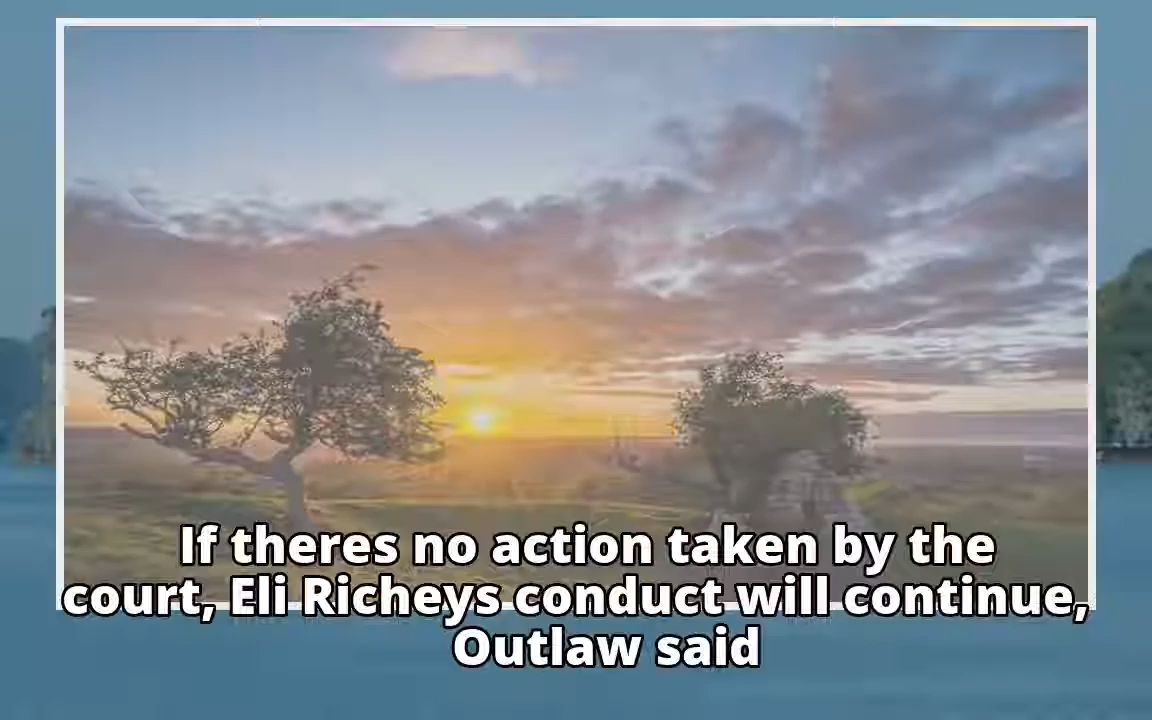 If theres no action taken by the
court, Eli Richeys conduct will continue,
Outlaw said